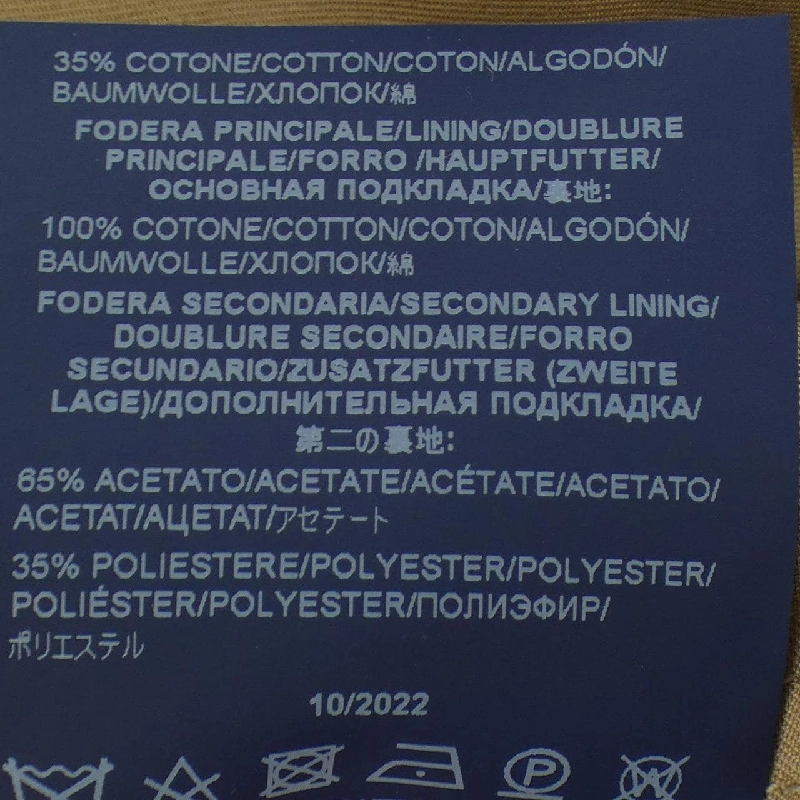 35% COTONE/COTTON/COTON/ALGODÓN/
BAUMWOLLE/ХЛОПОК/綿
FODERA PRINCIPALE/LINING/DOUBLURE
PRINCIPALE/FORRO /HAUPTFUTTER/
ОСНОВНАЯ ПОДКЛАДКА/裏地:
100% COTONE/COTTON/COTON/ALGODÓN/
BAUMWOLLE/ХЛОПОК/綿
FODERA SECONDARIA/SECONDARY LINING/
DOUBLURE SECONDAIRE/FORRO
SECUNDARIO/ZUSATZFUTTER (ZWEITE
LAGE)/ДОПОЛНИТЕЛЬНАЯ ПОДКЛАДКА/
第二の裏地:
65% ACETATO/ACETATE/ACÉTATE/ACETATO/
ACETAT/АЦЕТАТ/アセテート
35% POLIESTERE/POLYESTER/POLYESTER/
POLIÉSTER/POLYESTER/ПОЛИЭФИР/
ポリエステル
10/2022
P
W